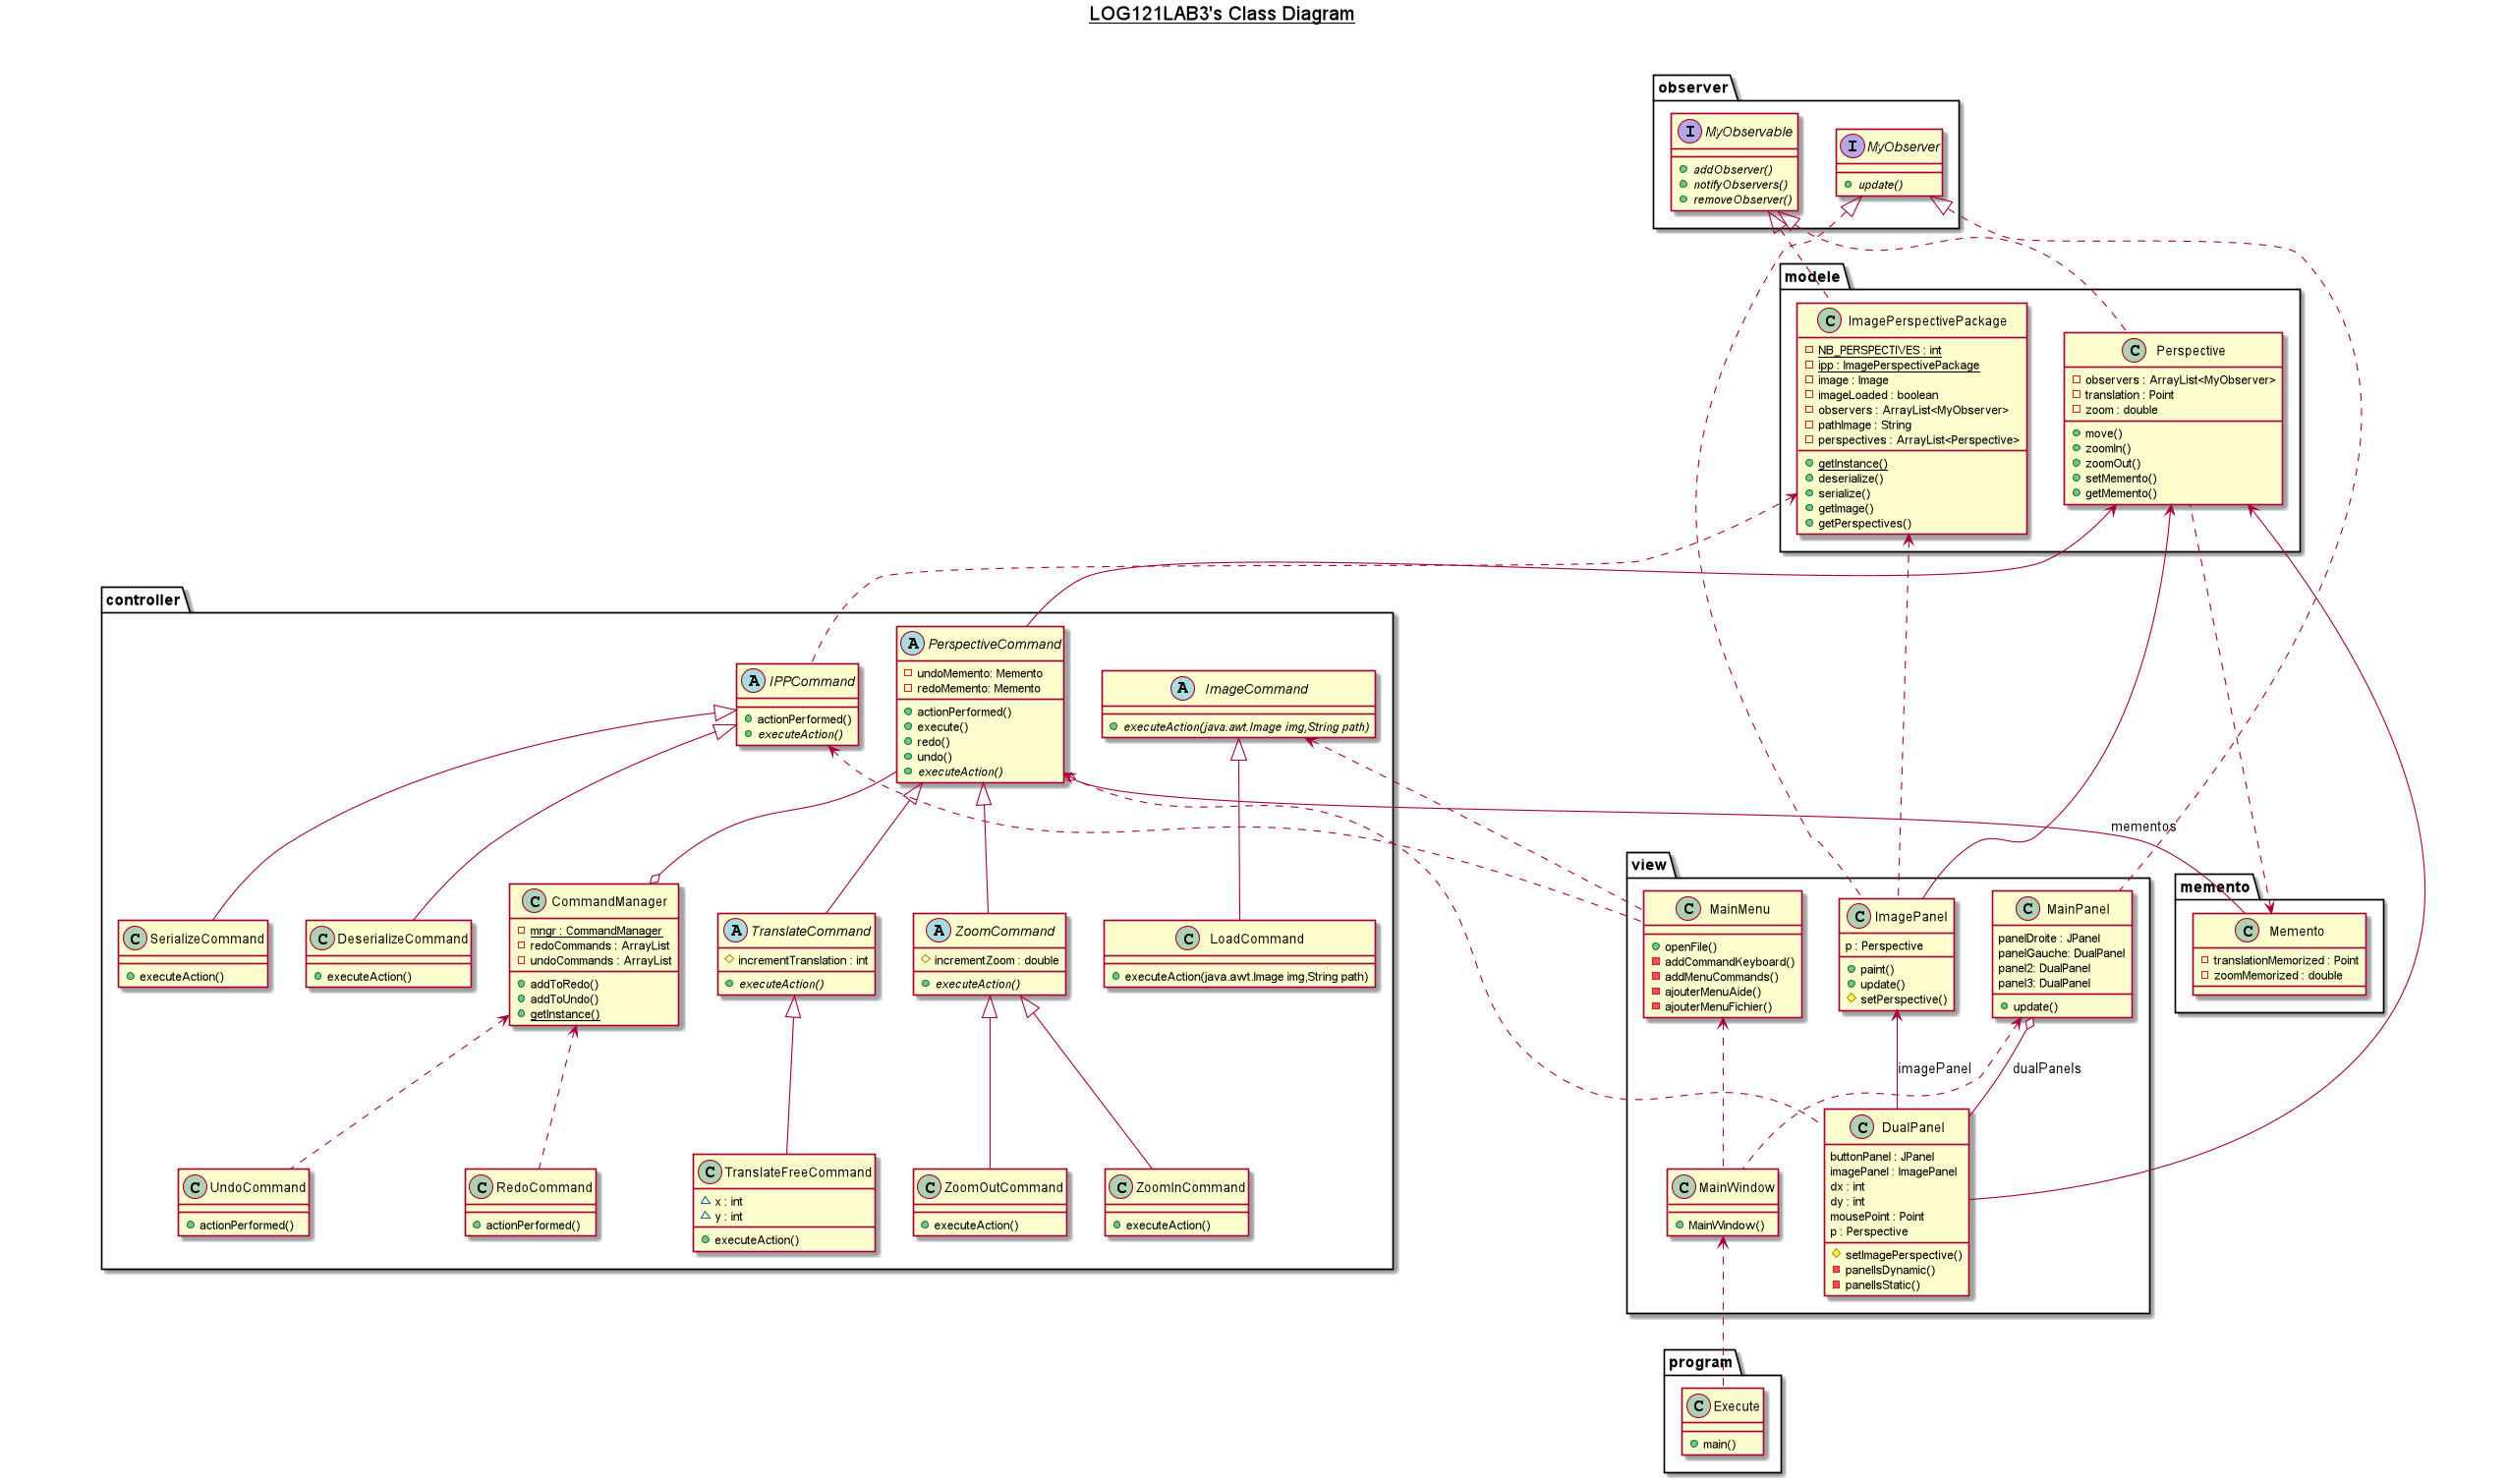 LOG121LAB3's Class Diagram
observer
I MyObservable
addObserver()
notifyObservers()
removeObserver()
I MyObserver
update()
modele
C ImagePerspectivePackage
NB_PERSPECTIVES : int
ipp : ImagePerspectivePackage
image : Image
imageLoaded : boolean
observers : ArrayList<MyObserver>
pathImage : String
perspectives : ArrayList<Perspective>
getInstance()
deserialize()
serialize()
getImage()
getPerspectives()
C Perspective
observers : ArrayList<MyObserver>
translation : Point
zoom : double
move()
zoomIn()
zoomOut()
setMemento()
getMemento()
controller
A IPPCommand
actionPerformed()
executeAction()
A PerspectiveCommand
undoMemento: Memento
redoMemento: Memento
actionPerformed()
execute()
redo()
undo()
executeAction()
A ImageCommand
executeAction(java.awt.Image img,String path)
C SerializeCommand
executeAction()
C DeserializeCommand
executeAction()
C CommandManager
mngr : CommandManager
redoCommands : ArrayList
undoCommands : ArrayList
addToRedo()
addToUndo()
getInstance()
A TranslateCommand
incrementTranslation : int
executeAction()
A ZoomCommand
incrementZoom : double
executeAction()
C LoadCommand
executeAction(java.awt.Image img,String path)
C UndoCommand
actionPerformed()
C RedoCommand
actionPerformed()
C TranslateFreeCommand
x : int
y : int
executeAction()
C ZoomOutCommand
executeAction()
C ZoomInCommand
executeAction()
mementos
view
C MainMenu
openFile()
addCommandKeyboard()
addMenuCommands()
ajouterMenuAide()
ajouterMenuFichier()
C ImagePanel
p : Perspective
paint()
update()
setPerspective()
C MainPanel
panelDroite : JPanel
panelGauche: DualPanel
panel2: DualPanel
panel3: DualPanel
update()
imagePanel
dualPanels
C MainWindow
MainWindow()
C DualPanel
buttonPanel : JPanel
imagePanel : ImagePanel
dx : int
dy : int
mousePoint : Point
p : Perspective
setImagePerspective()
panelIsDynamic()
panelIsStatic()
memento
C Memento
translationMemorized : Point
zoomMemorized : double
program
C Execute
main()